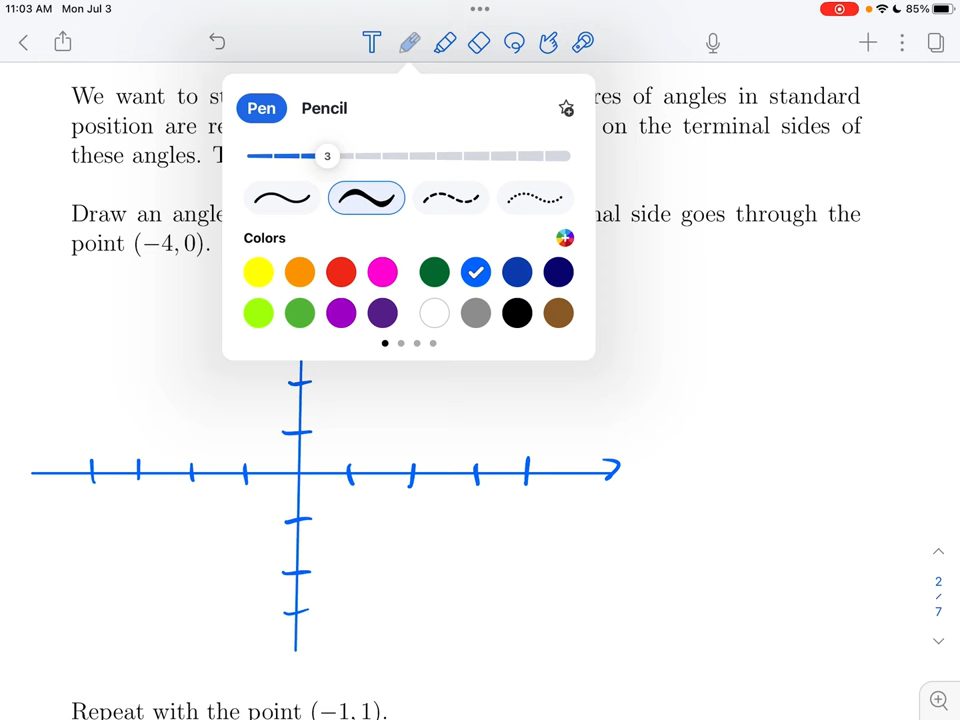 11:03 AM Mon Jul 3
85%
T
We want to st res of angles in standard
Pen Pencil
position are re on the terminal sides of
3
these angles. T
Draw an angle nal side goes through the
Colors
point (−4, 0).
2
7
Repeat with the point (−1, 1).